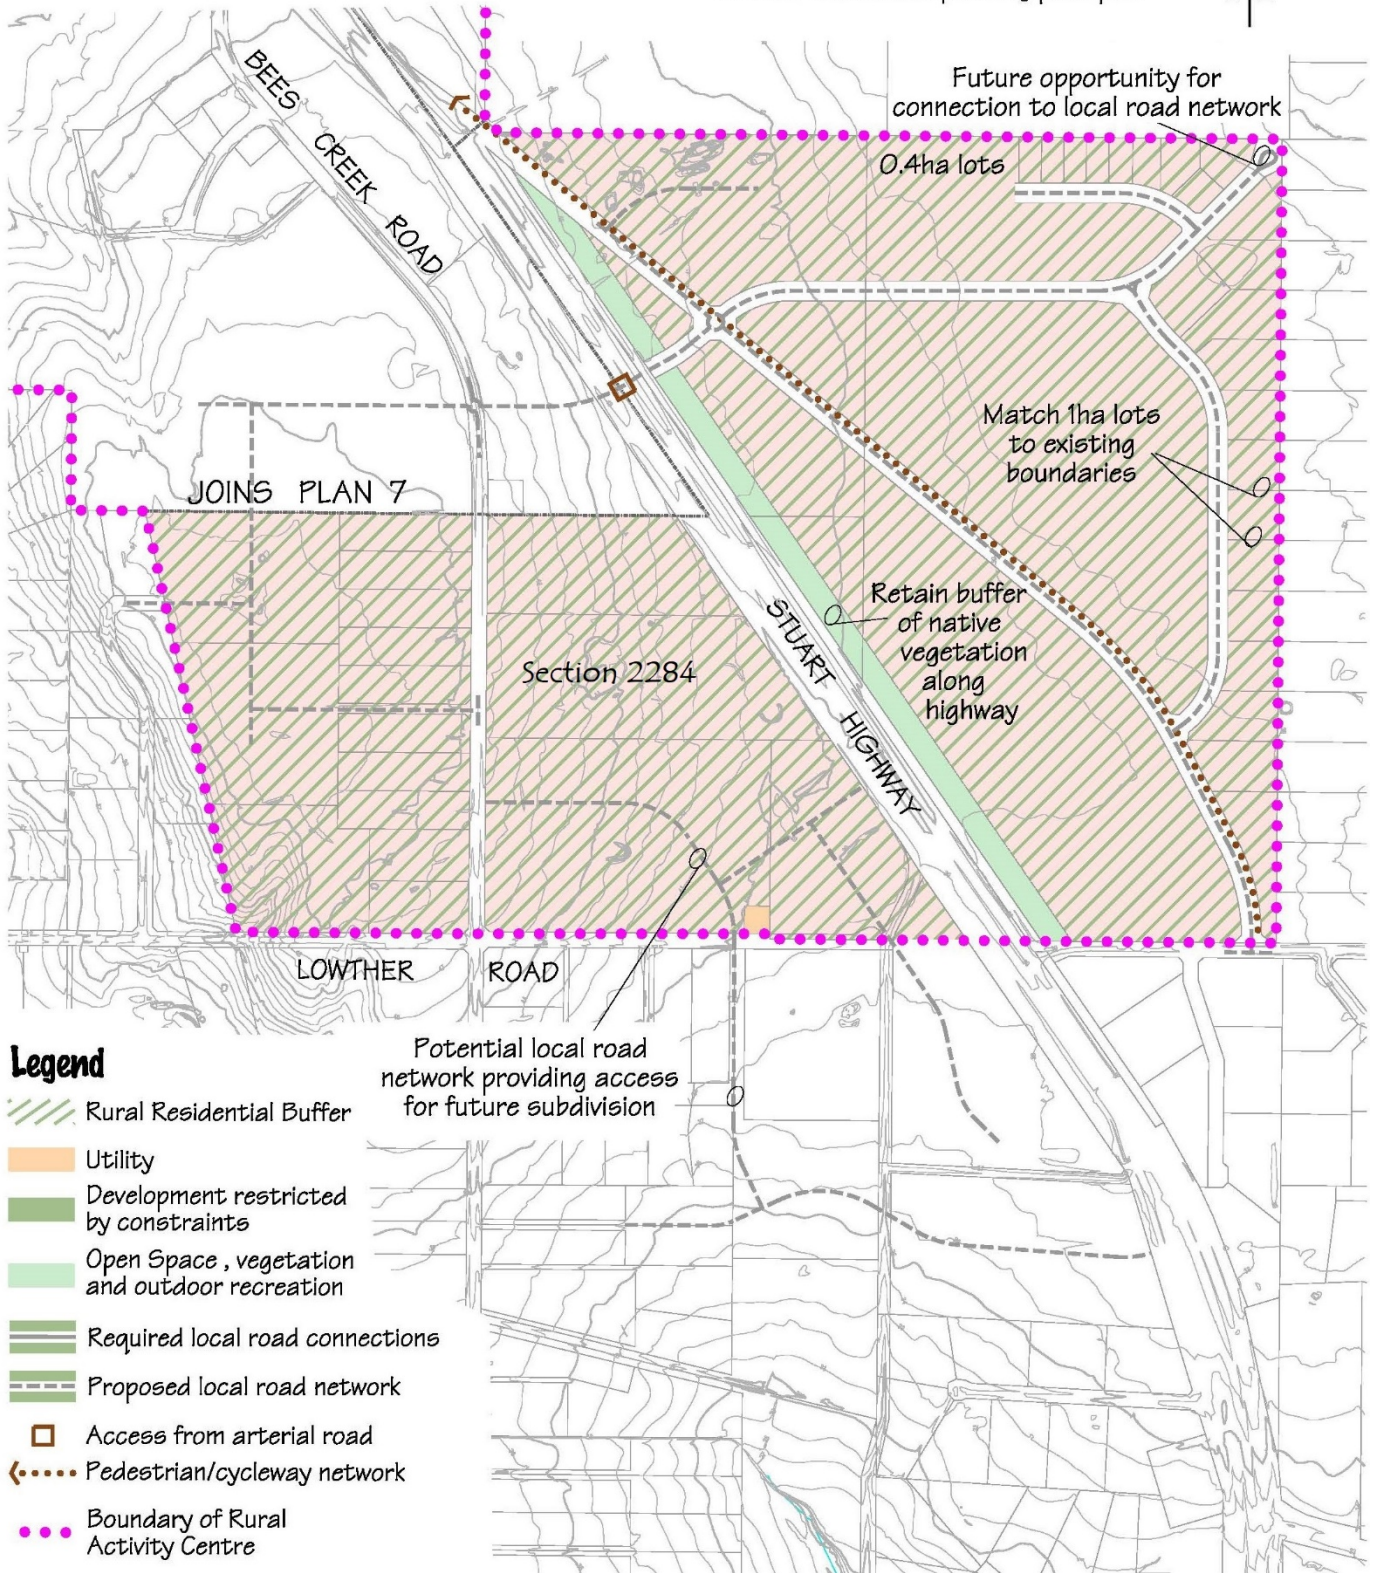 Future opportunity for
connection to local road network
BEES CREEK ROAD
0.4ha lots
Match 1ha lots
to existing
boundaries
JOINS PLAN 7
Retain buffer
of native
vegetation
along
highway
STUART HIGHWAY
Section 2284
LOWTHER ROAD
Potential local road
network providing access
for future subdivision
Legend
Rural Residential Buffer
Utility
Development restricted
by constraints
Open Space , vegetation
and outdoor recreation
Required local road connections
Proposed local road network
Access from arterial road
Pedestrian/cycleway network
Boundary of Rural
Activity Centre